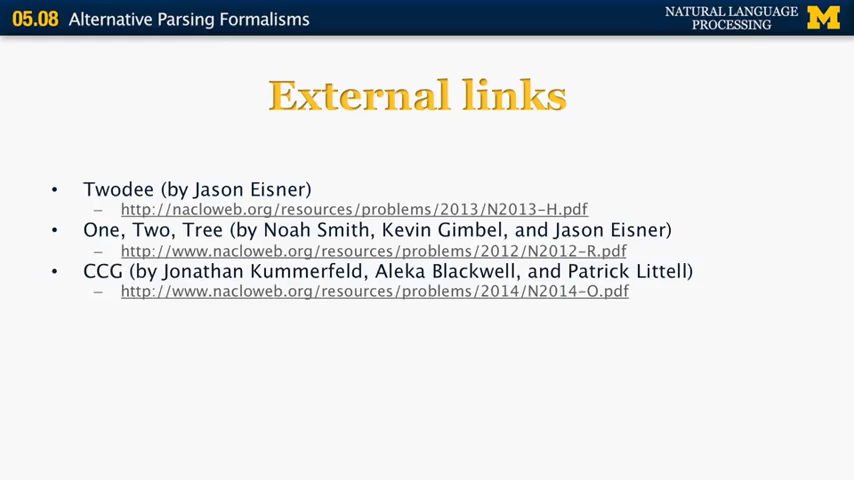 05.08 Alternative Parsing Formalisms
NATURAL LANGUAGE
PROCESSING
M
External links
• Twodee (by Jason Eisner)
– http://nacloweb.org/resources/problems/2013/N2013-H.pdf
• One, Two, Tree (by Noah Smith, Kevin Gimbel, and Jason Eisner)
– http://www.nacloweb.org/resources/problems/2012/N2012-R.pdf
• CCG (by Jonathan Kummerfeld, Aleka Blackwell, and Patrick Littell)
– http://www.nacloweb.org/resources/problems/2014/N2014-O.pdf